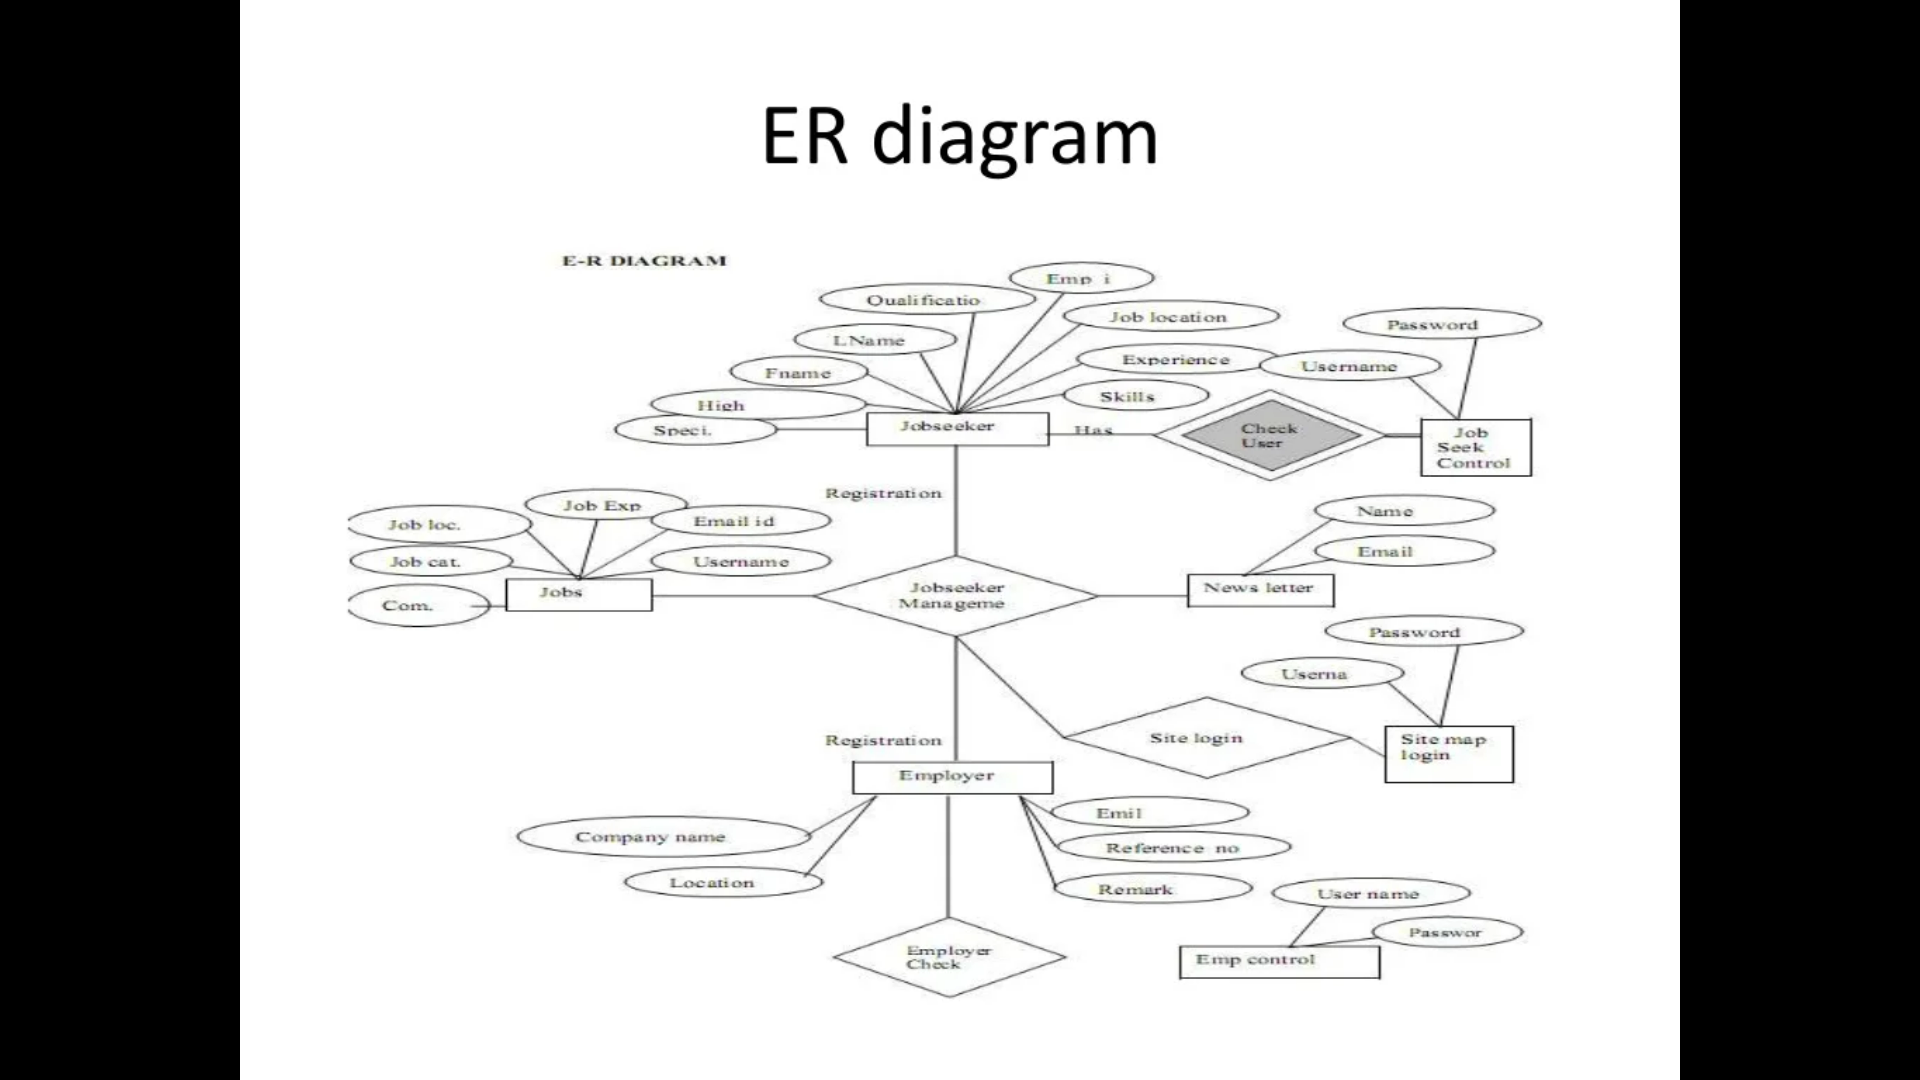 ER diagram
E-R DIAGRAM
Emp i
Qualificatio
Job location
Password
LName
Experience
Username
Fname
Skills
High
Speci.
Jobseeker
Has
Check
User
Job
Seek
Control
Registration
Job Exp
Name
Job loc.
Email id
Email
Job cat.
Username
Jobs
Com.
Jobseeker
Manageme
News letter
Password
Userna
Registration
Site login
Site map
login
Employer
Emil
Company name
Reference no
Location
Remark
User name
Passwor
Employer
Check
Emp control